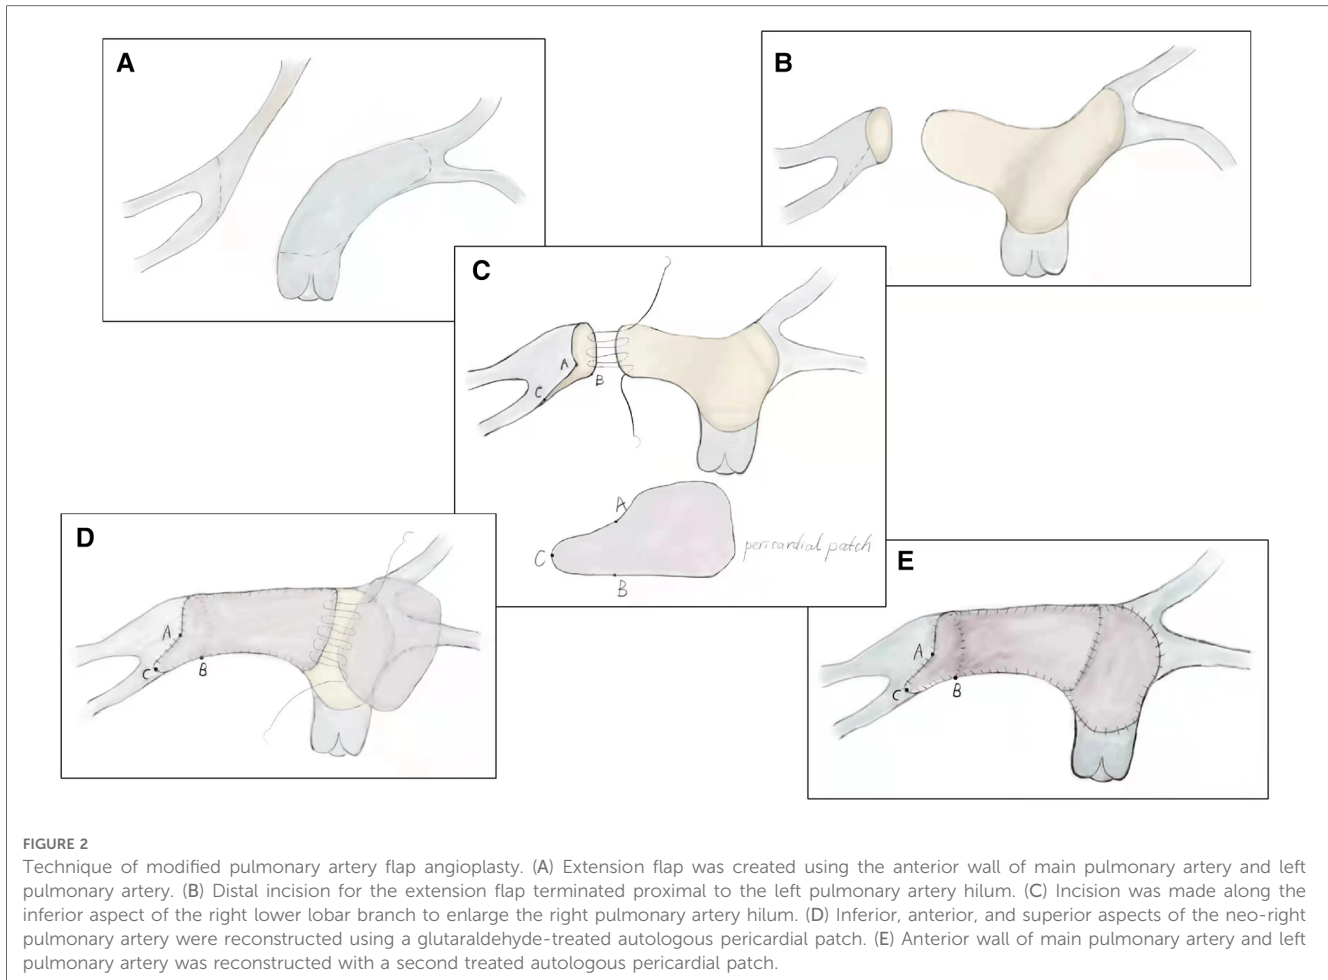 A
B
C
A
B
C
A
C
B
pericardial patch
D
A
C
B
E
A
C
B
FIGURE 2
Technique of modified pulmonary artery flap angioplasty. (A) Extension flap was created using the anterior wall of main pulmonary artery and left
pulmonary artery. (B) Distal incision for the extension flap terminated proximal to the left pulmonary artery hilum. (C) Incision was made along the
inferior aspect of the right lower lobar branch to enlarge the right pulmonary artery hilum. (D) Inferior, anterior, and superior aspects of the neo-right
pulmonary artery were reconstructed using a glutaraldehyde-treated autologous pericardial patch. (E) Anterior wall of main pulmonary artery and left
pulmonary artery was reconstructed with a second treated autologous pericardial patch.